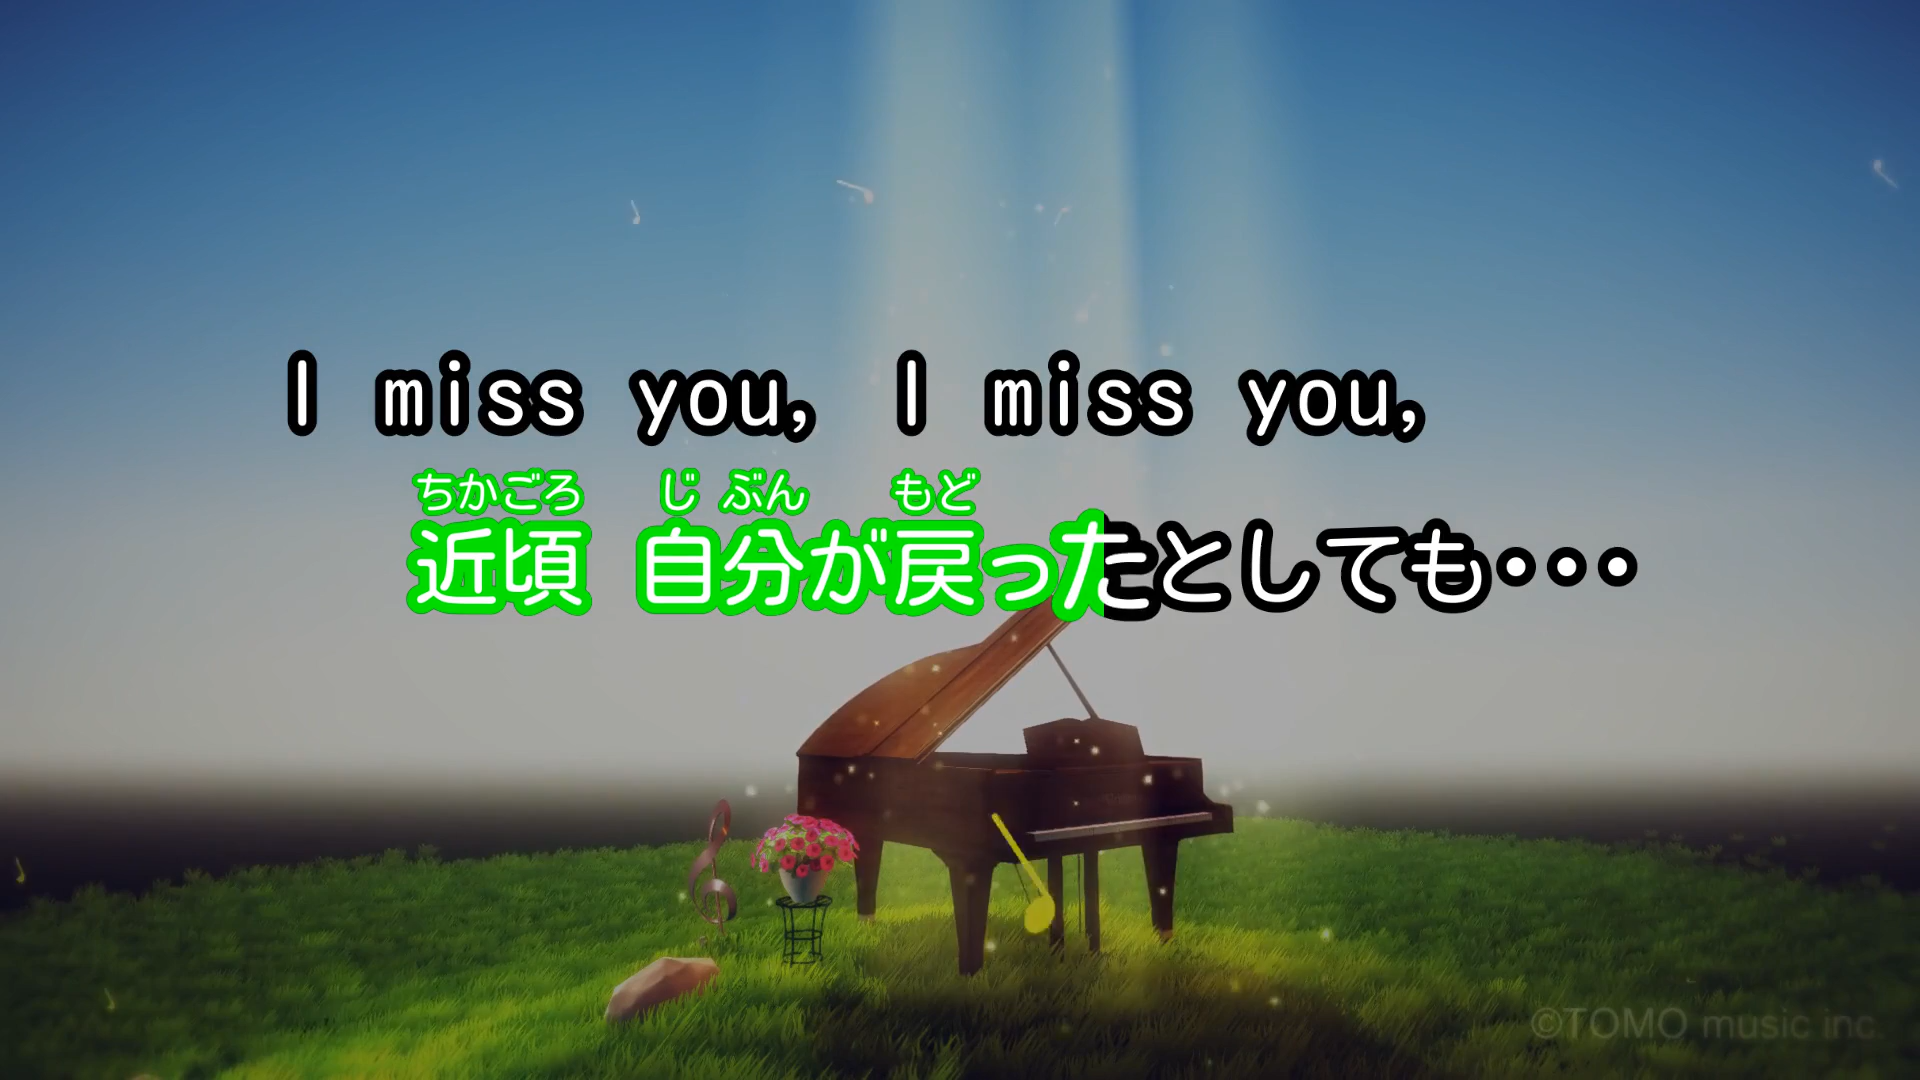 I miss you, I miss you,
ちかごろ じぶん もど
近頃 自分が戻ったとしても・・・
©TOMO music inc.